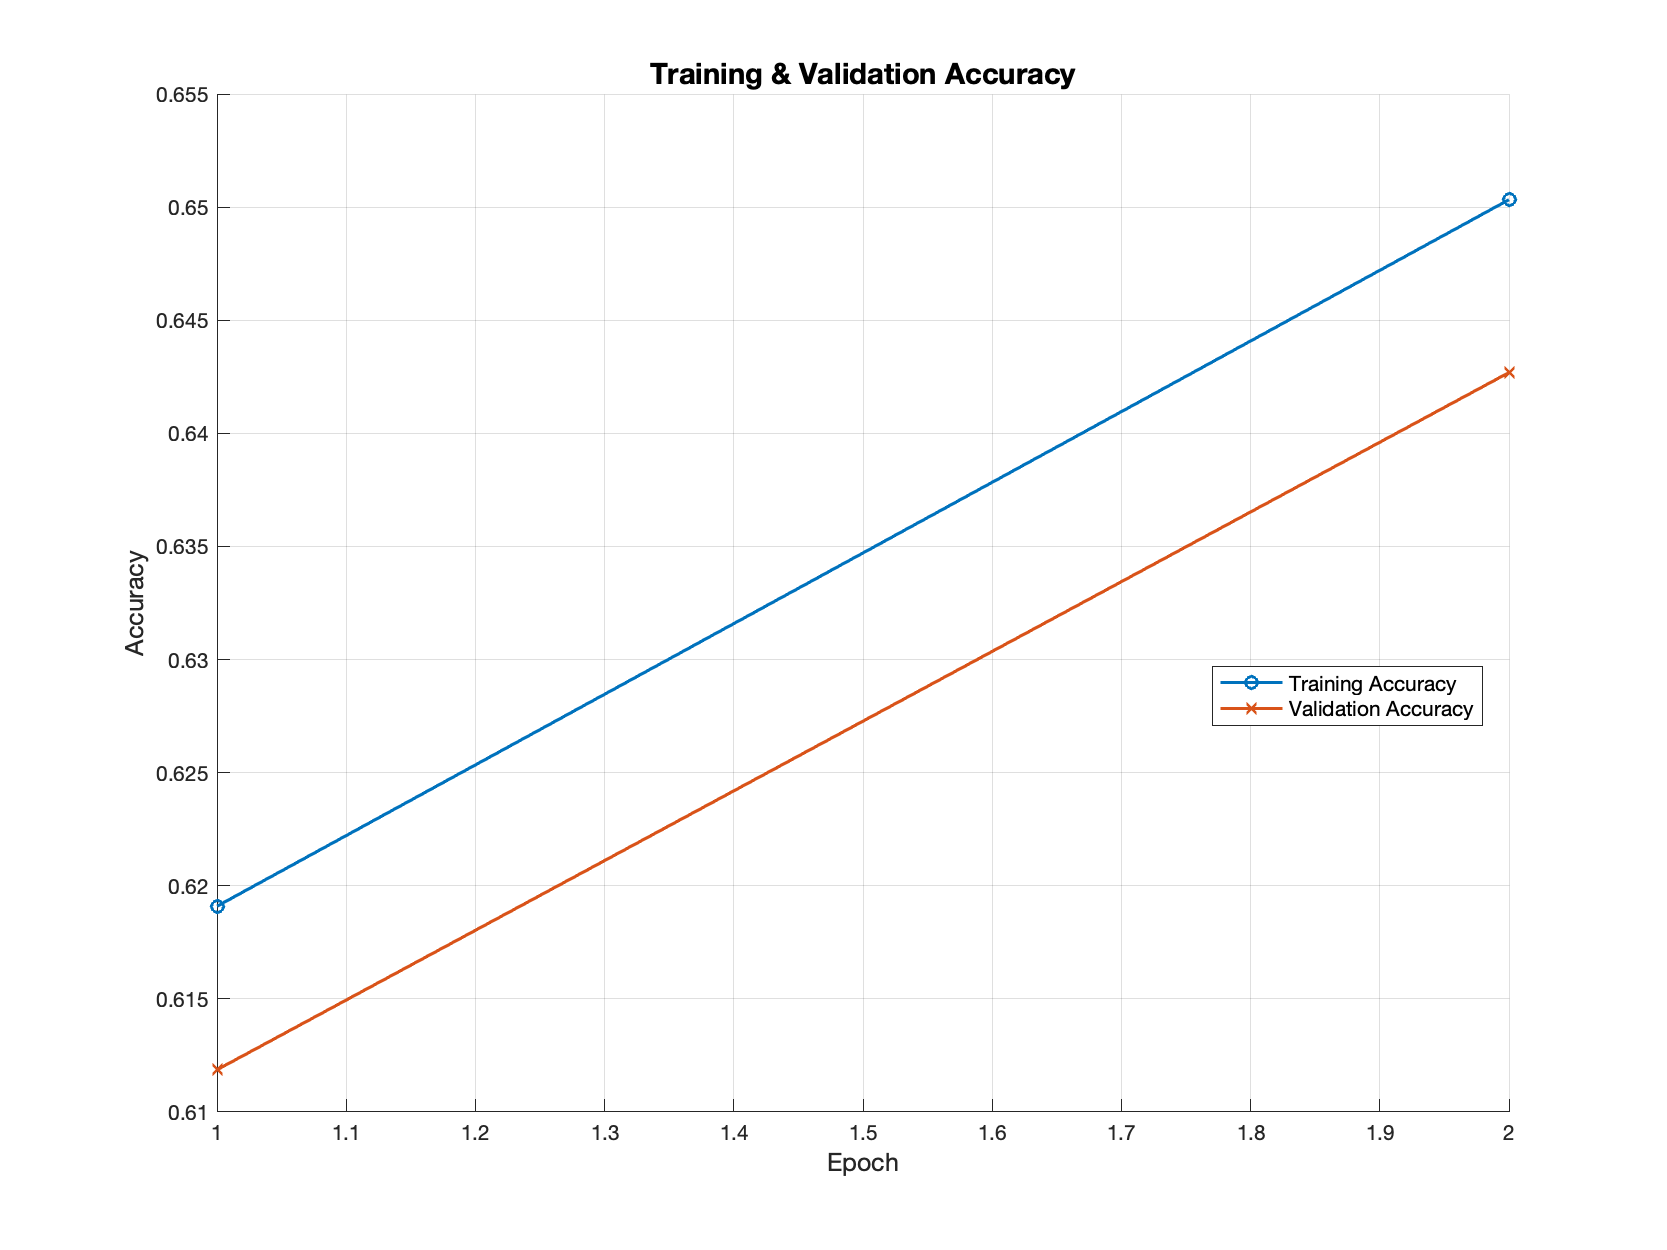 Training & Validation Accuracy
0.655
0.65
0.645
0.64
0.635
0.63
0.625
0.62
0.615
0.61
Accuracy
Training Accuracy
Validation Accuracy
1 1.1 1.2 1.3 1.4 1.5 1.6 1.7 1.8 1.9 2
Epoch